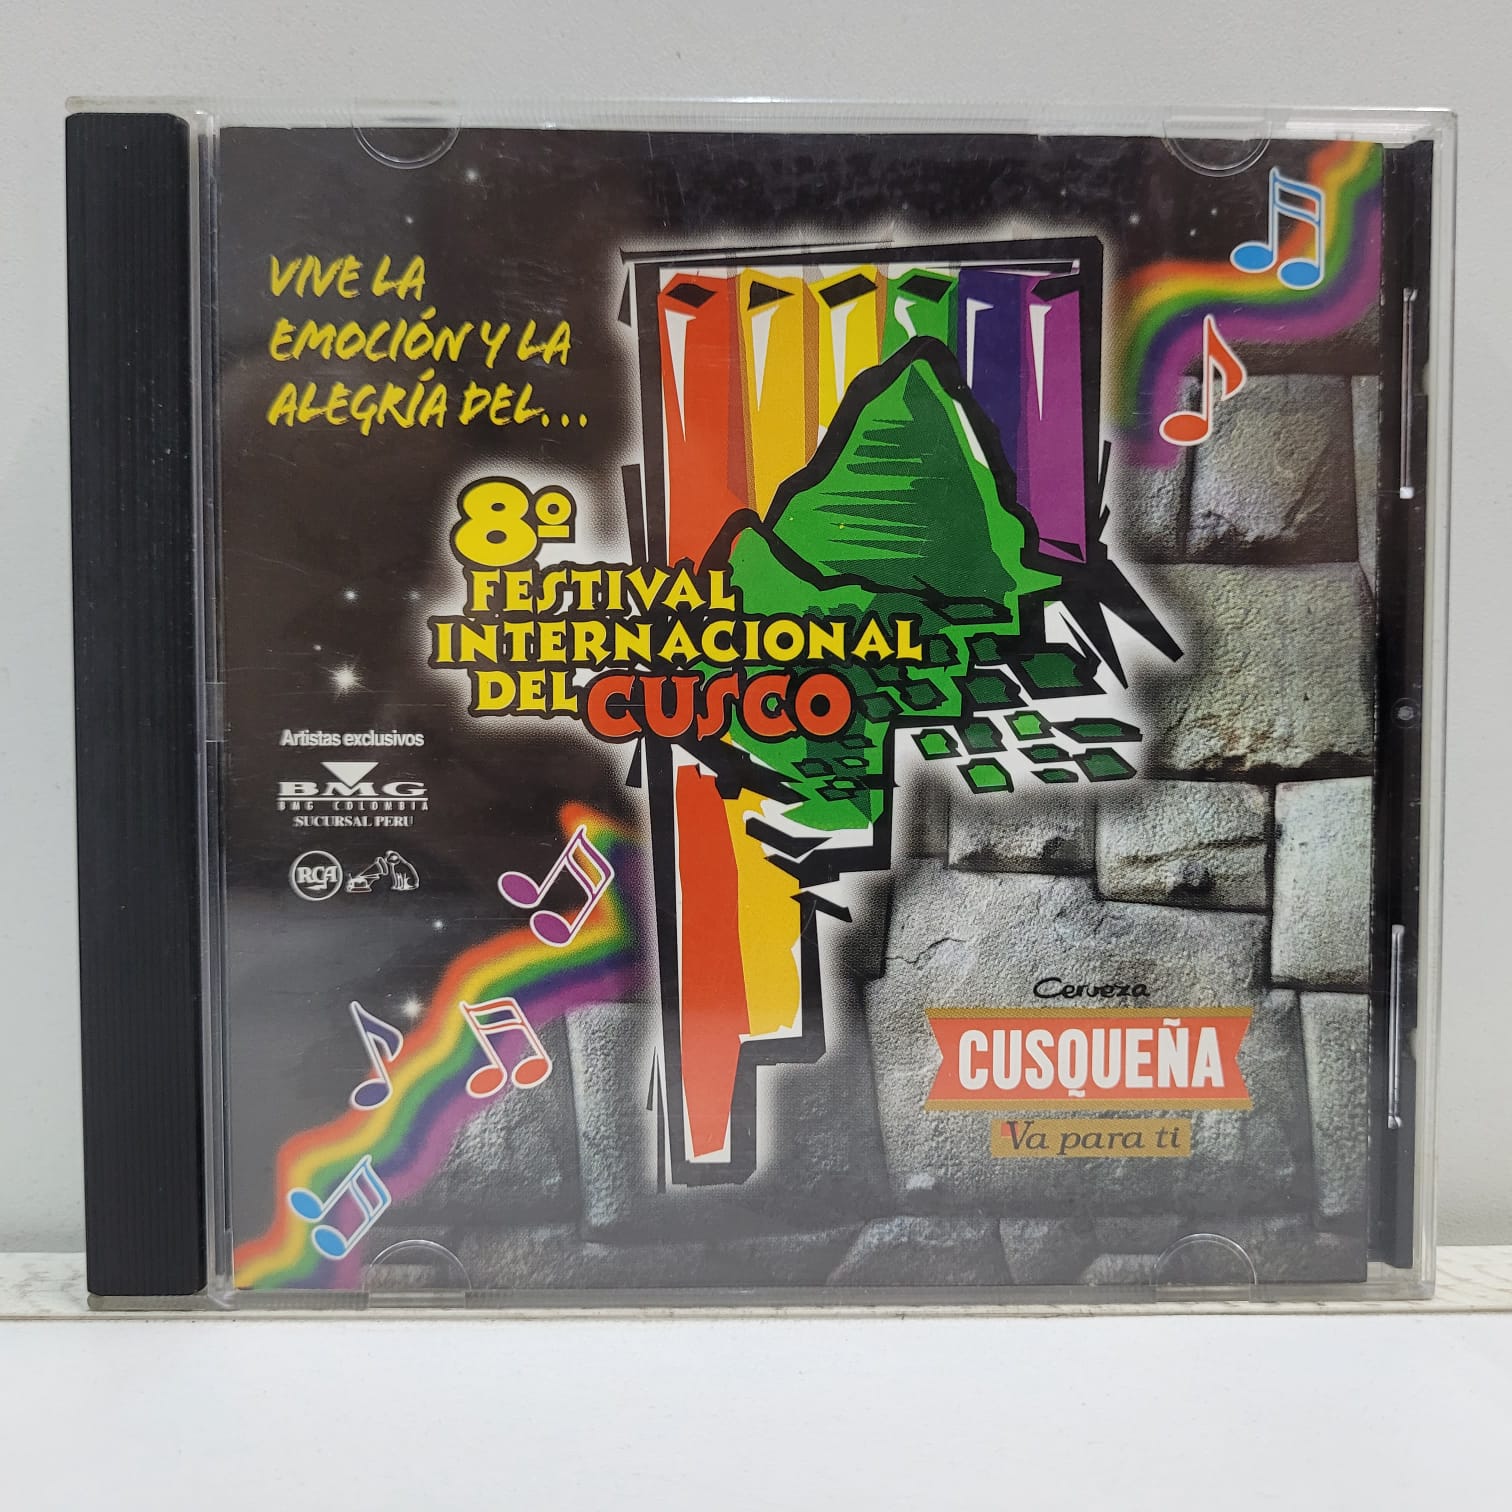 VIVE LA
EMOCIÓN Y LA
ALEGRÍA DEL...
8º
FESTIVAL
INTERNACIONAL
DEL CUSCO
Artistas exclusivos
BMG
BMG COLOMBIA
SUCURSAL PERU
RCA
Cerveza
CUSQUEÑA
Va para ti